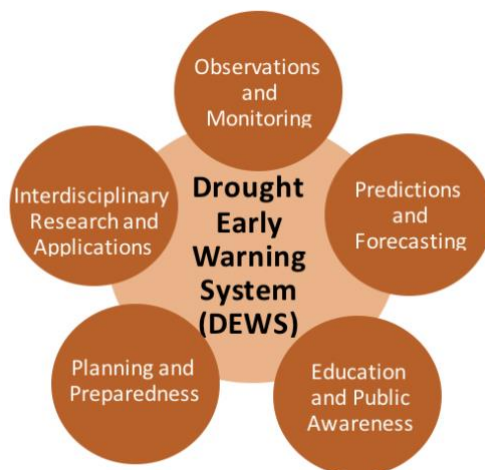 Observations
and
Monitoring
Drought
Early
Warning
System
(DEWS)
Predictions
and
Forecasting
Education
and Public
Awareness
Planning and
Preparedness
Interdisciplinary
Research and
Applications